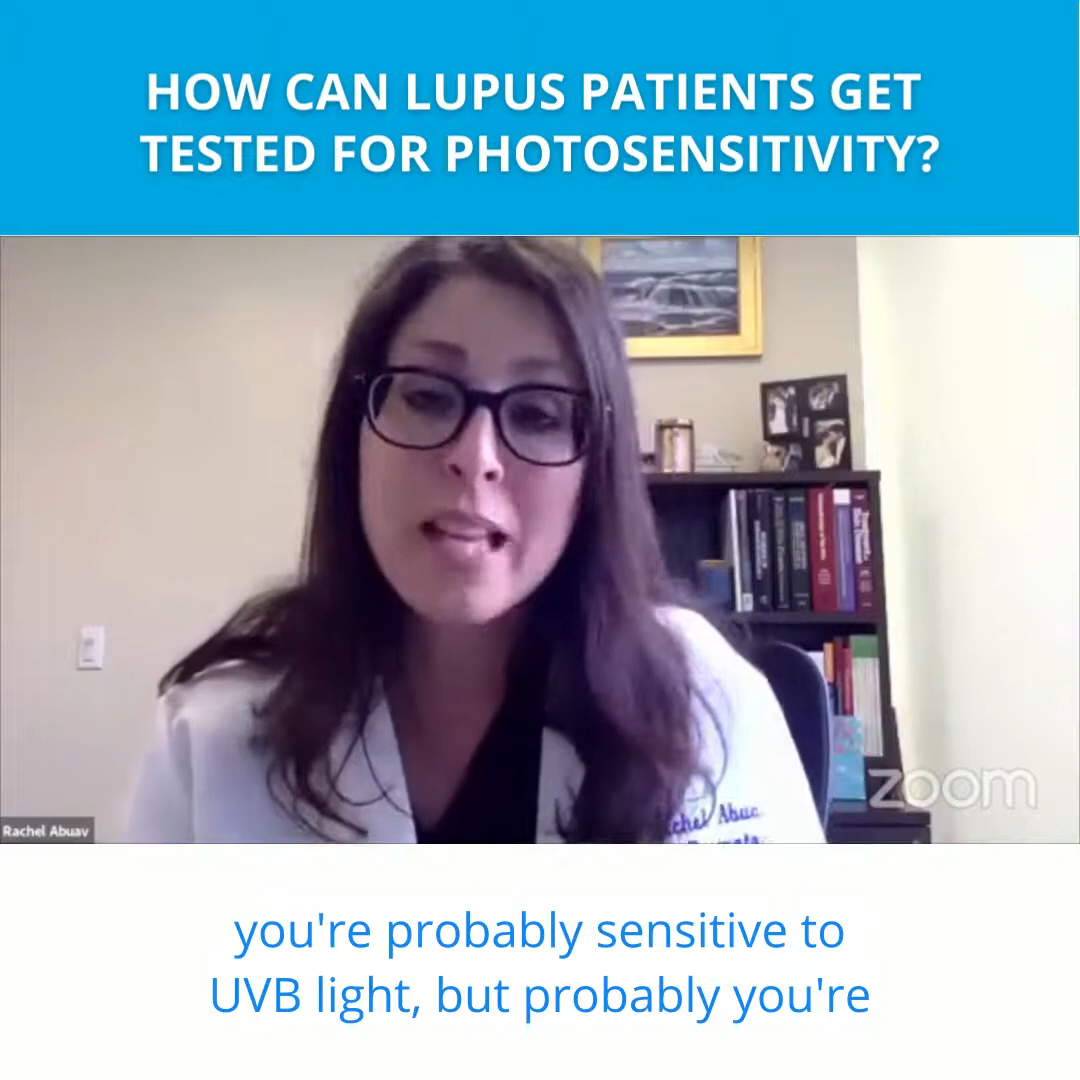 HOW CAN LUPUS PATIENTS GET
TESTED FOR PHOTOSENSITIVITY?
zoom
Rachel Abuav
you're probably sensitive to
UVB light, but probably you're